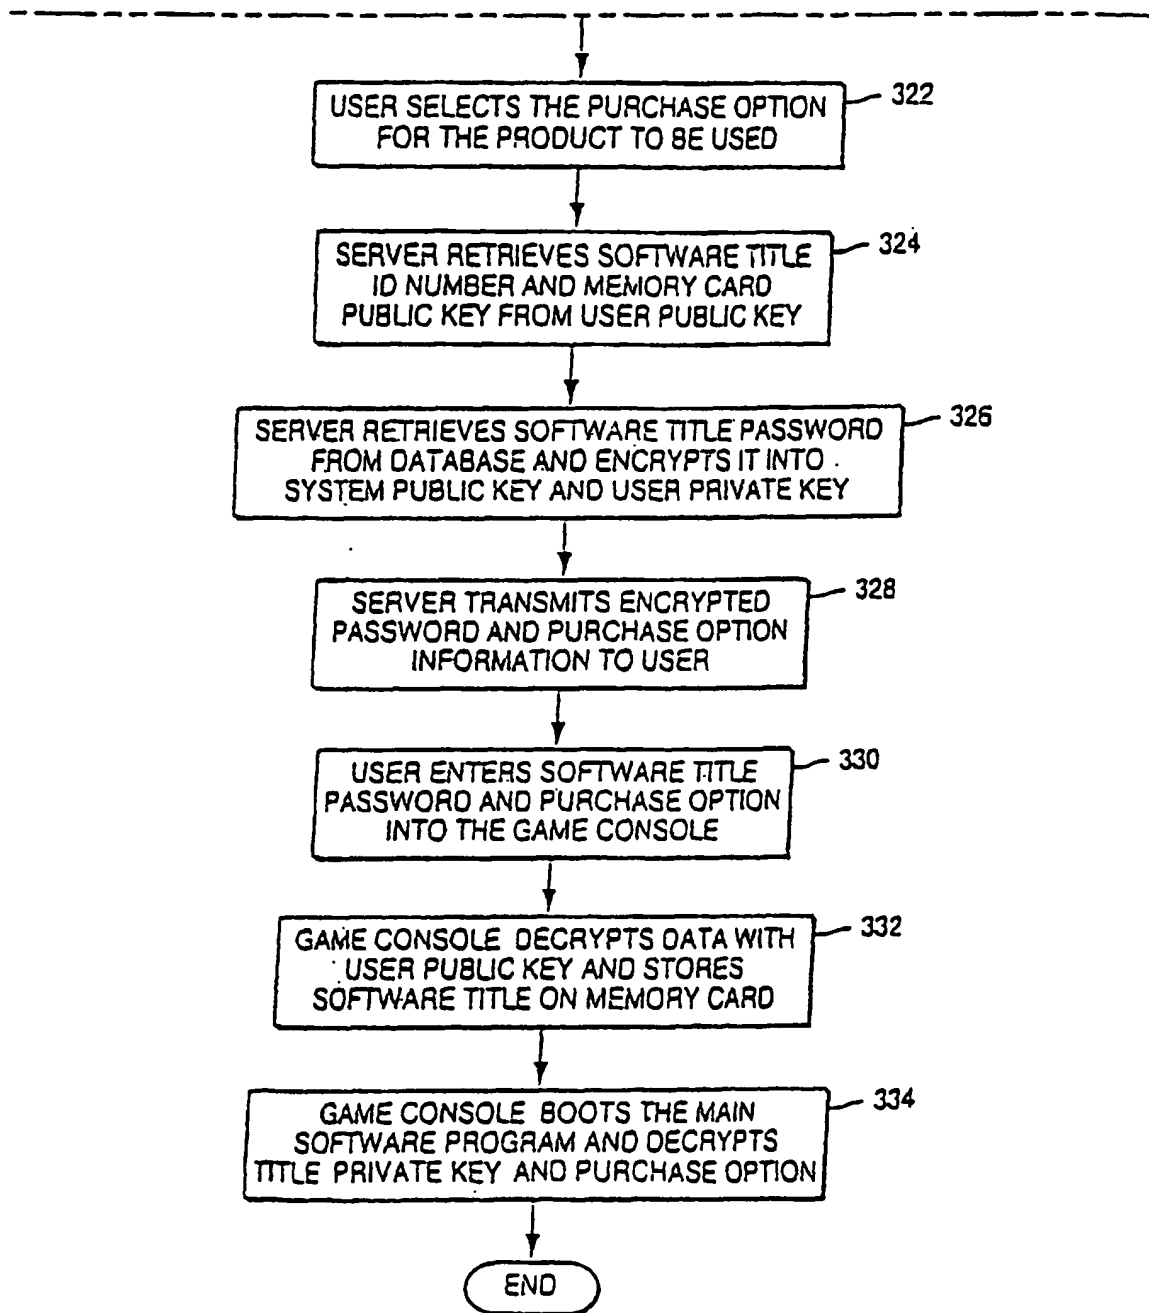 USER SELECTS THE PURCHASE OPTION
FOR THE PRODUCT TO BE USED
322
SERVER RETRIEVES SOFTWARE TITLE
ID NUMBER AND MEMORY CARD
PUBLIC KEY FROM USER PUBLIC KEY
324
SERVER RETRIEVES SOFTWARE TITLE PASSWORD
FROM DATABASE AND ENCRYPTS IT INTO
SYSTEM PUBLIC KEY AND USER PRIVATE KEY
326
SERVER TRANSMITS ENCRYPTED
PASSWORD AND PURCHASE OPTION
INFORMATION TO USER
328
USER ENTERS SOFTWARE TITLE
PASSWORD AND PURCHASE OPTION
INTO THE GAME CONSOLE
330
GAME CONSOLE DECRYPTS DATA WITH
USER PUBLIC KEY AND STORES
SOFTWARE TITLE ON MEMORY CARD
332
GAME CONSOLE BOOTS THE MAIN
SOFTWARE PROGRAM AND DECRYPTS
TITLE PRIVATE KEY AND PURCHASE OPTION
334
END